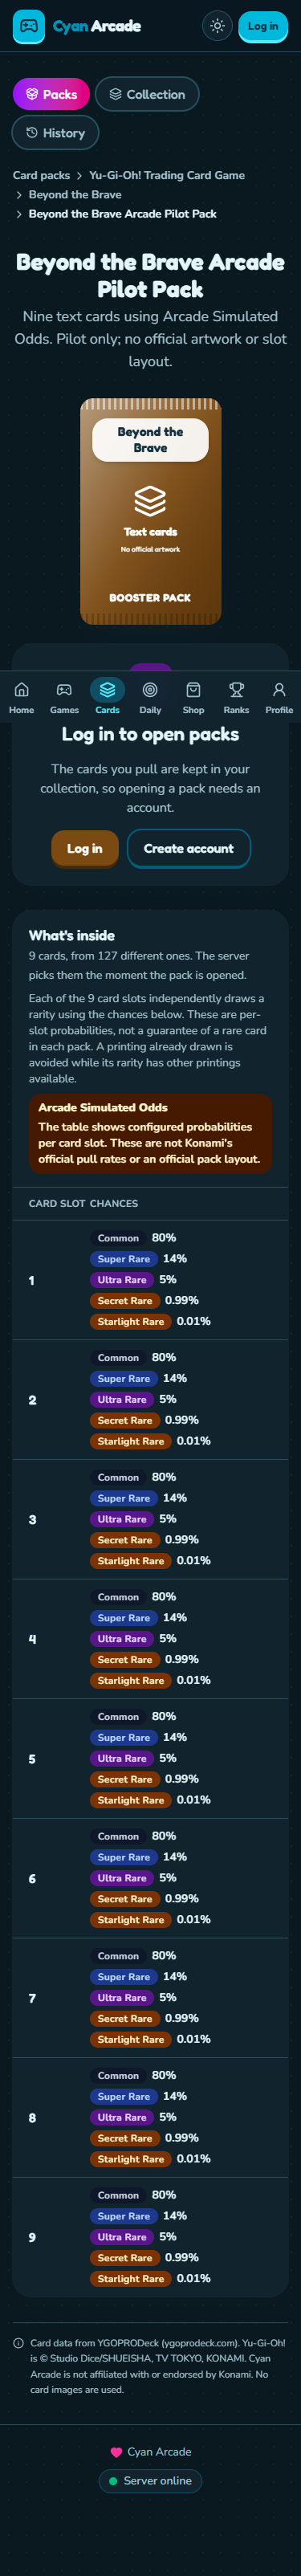 Cyan Arcade
Log in
Packs
Collection
History
Card packs > Yu-Gi-Oh! Trading Card Game
> Beyond the Brave
> Beyond the Brave Arcade Pilot Pack
Beyond the Brave Arcade
Pilot Pack
Nine text cards using Arcade Simulated
Odds. Pilot only; no official artwork or slot
layout.
Beyond the
Brave
Text cards
No official artwork
BOOSTER PACK
Home
Games
Cards
Daily
Shop
Ranks
Profile
Log in to open packs
The cards you pull are kept in your
collection, so opening a pack needs an
account.
Log in
Create account
What's inside
9 cards, from 127 different ones. The server
picks them the moment the pack is opened.
Each of the 9 card slots independently draws a
rarity using the chances below. These are per-
slot probabilities, not a guarantee of a rare card
in each pack. A printing already drawn is
avoided while its rarity has other printings
available.
Arcade Simulated Odds
The table shows configured probabilities
per card slot. These are not Konami's
official pull rates or an official pack layout.
CARD SLOT CHANCES
1
Common 80%
Super Rare 14%
Ultra Rare 5%
Secret Rare 0.99%
Starlight Rare 0.01%
2
Common 80%
Super Rare 14%
Ultra Rare 5%
Secret Rare 0.99%
Starlight Rare 0.01%
3
Common 80%
Super Rare 14%
Ultra Rare 5%
Secret Rare 0.99%
Starlight Rare 0.01%
4
Common 80%
Super Rare 14%
Ultra Rare 5%
Secret Rare 0.99%
Starlight Rare 0.01%
5
Common 80%
Super Rare 14%
Ultra Rare 5%
Secret Rare 0.99%
Starlight Rare 0.01%
6
Common 80%
Super Rare 14%
Ultra Rare 5%
Secret Rare 0.99%
Starlight Rare 0.01%
7
Common 80%
Super Rare 14%
Ultra Rare 5%
Secret Rare 0.99%
Starlight Rare 0.01%
8
Common 80%
Super Rare 14%
Ultra Rare 5%
Secret Rare 0.99%
Starlight Rare 0.01%
9
Common 80%
Super Rare 14%
Ultra Rare 5%
Secret Rare 0.99%
Starlight Rare 0.01%
Card data from YGOPRODeck (ygoprodeck.com). Yu-Gi-Oh!
is © Studio Dice/SHUEISHA, TV TOKYO, KONAMI. Cyan
Arcade is not affiliated with or endorsed by Konami. No
card images are used.
Cyan Arcade
Server online